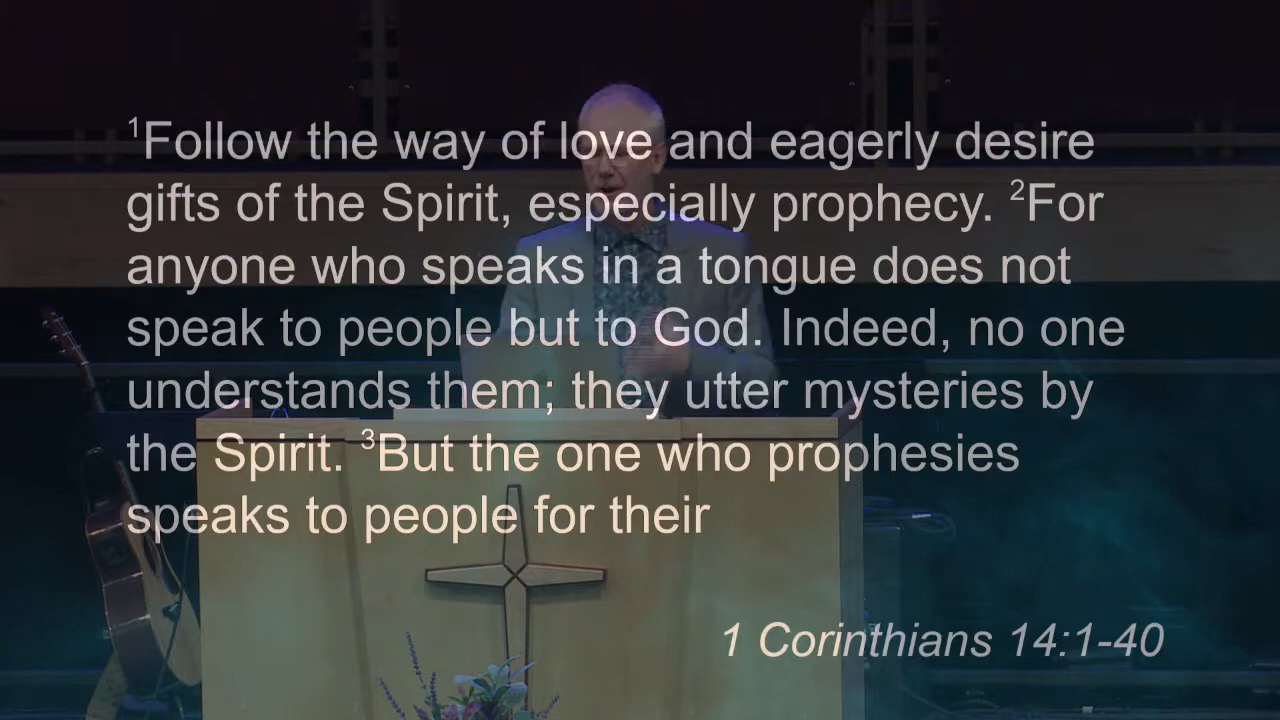 ¹Follow the way of love and eagerly desire
gifts of the Spirit, especially prophecy. ²For
anyone who speaks in a tongue does not
speak to people but to God. Indeed, no one
understands them; they utter mysteries by
the Spirit. ³But the one who prophesies
speaks to people for their
1 Corinthians 14:1-40